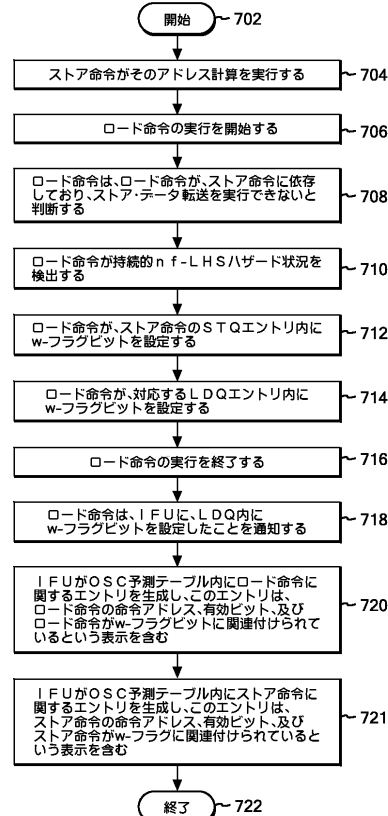 開始
702
ストア命令がそのアドレス計算を実行する
704
ロード命令の実行を開始する
706
ロード命令は、ロード命令が、ストア命令に依存
しており、ストア・データ転送を実行できないと
判断する
708
ロード命令が持続的ｎｆ-ＬＨＳハザード状況を
検出する
710
ロード命令が、ストア命令のＳＴＱエントリ内に
w-フラグビットを設定する
712
ロード命令が、対応するＬＤＱエントリ内に
w-フラグビットを設定する
714
ロード命令の実行を終了する
716
ロード命令は、ＩＦＵに、ＬＤＱ内に
w-フラグビットを設定したことを通知する
718
ＩＦＵがＯＳＣ予測テーブル内にロード命令に
関するエントリを生成し、このエントリは、
ロード命令の命令アドレス、有効ビット、及び
ロード命令がw-フラグビットに関連付けられて
いるという表示を含む
720
ＩＦＵがＯＳＣ予測テーブル内にストア命令に
関するエントリを生成し、このエントリは、
ストア命令の命令アドレス、有効ビット、及び
ストア命令がw-フラグに関連付けられていると
いう表示を含む
721
終了
722